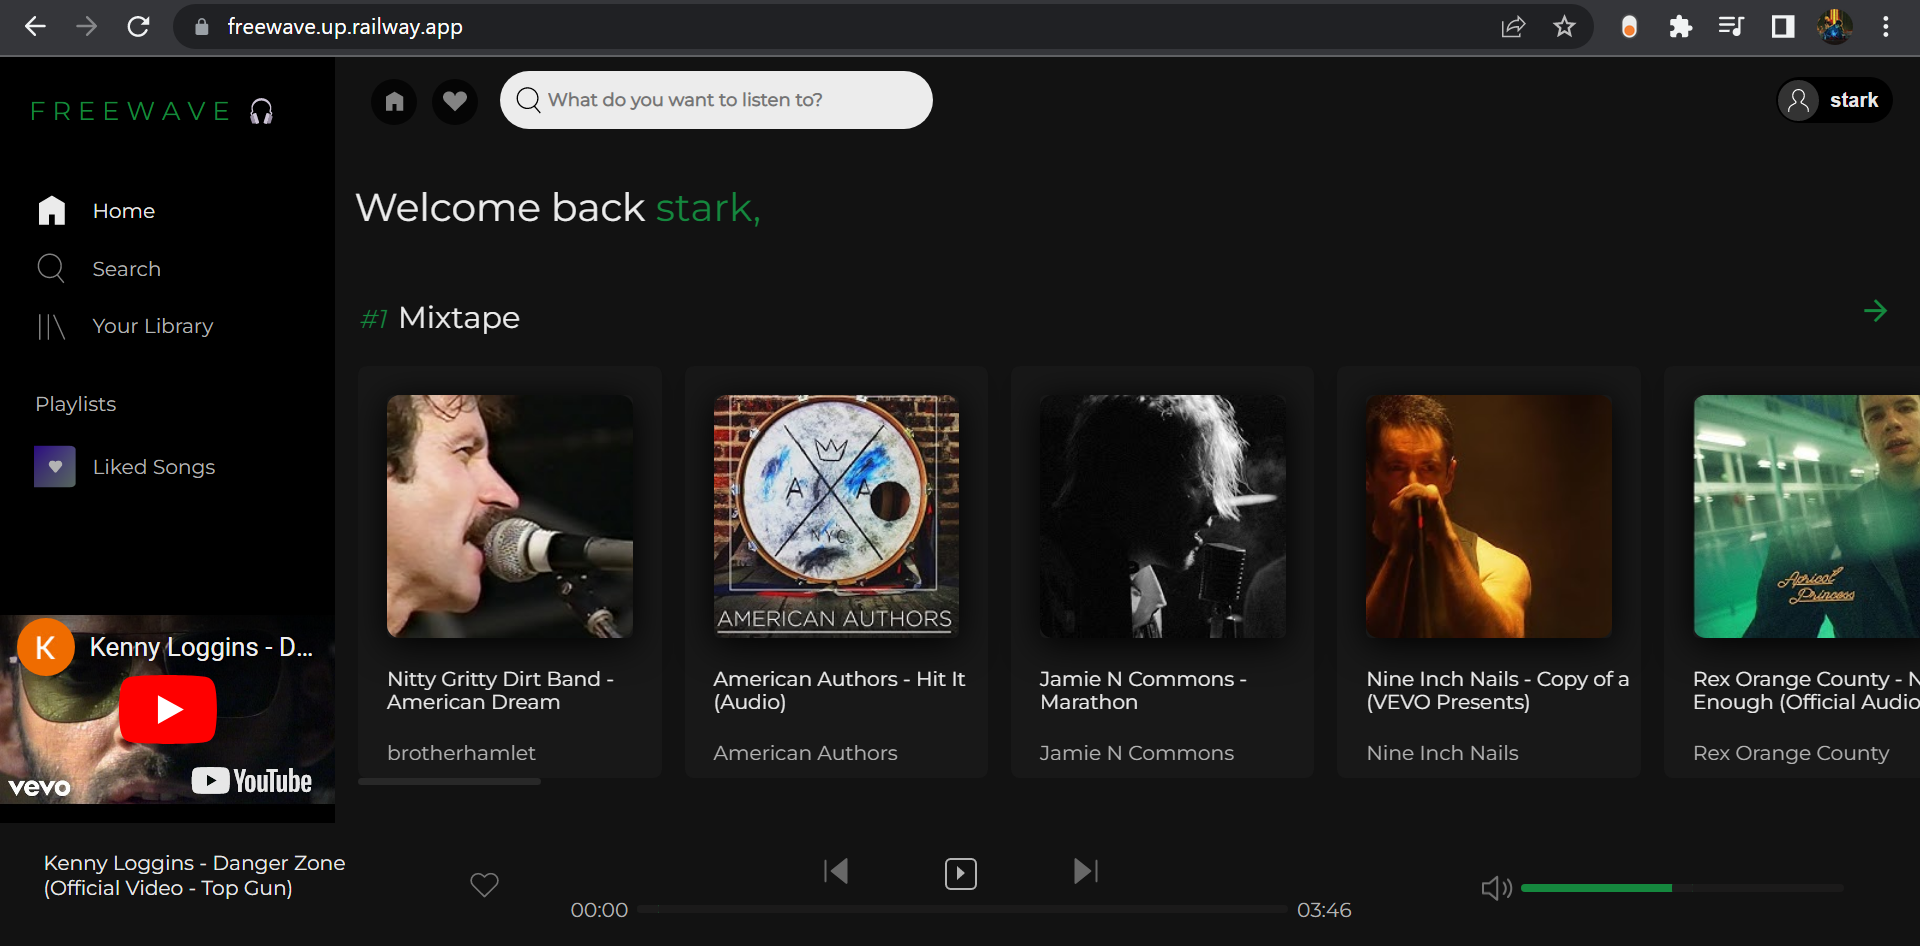 freewave.up.railway.app
FREEWAVE
What do you want to listen to?
stark
Home
Search
Your Library
Playlists
Liked Songs
Welcome back stark,
#1 Mixtape
A A
NYC
AMERICAN AUTHORS
Apricot
Princess
Nitty Gritty Dirt Band -
American Dream
brotherhamlet
American Authors - Hit It
(Audio)
American Authors
Jamie N Commons -
Marathon
Jamie N Commons
Nine Inch Nails - Copy of a
(VEVO Presents)
Nine Inch Nails
Rex Orange County - N
Enough (Official Audio
Rex Orange County
K
Kenny Loggins - D...
vevo
YouTube
Kenny Loggins - Danger Zone
(Official Video - Top Gun)
00:00
03:46